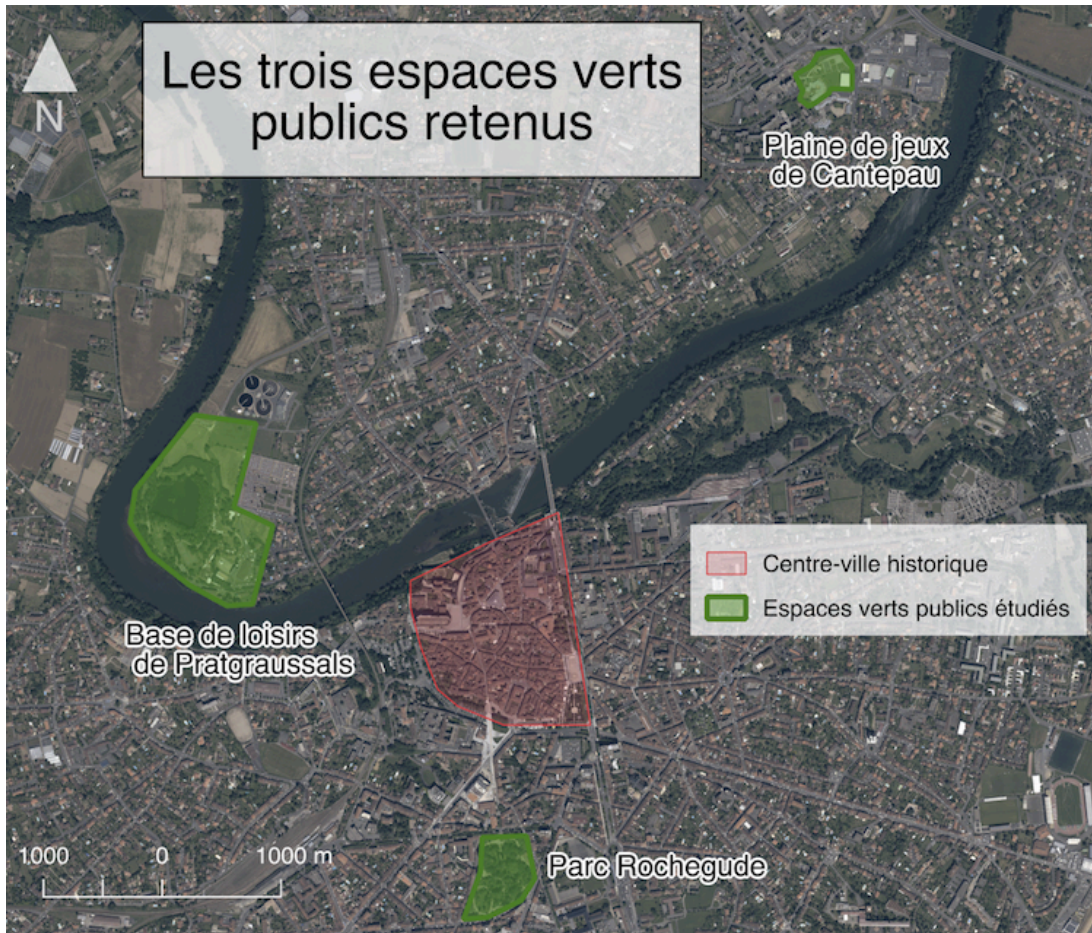 Les trois espaces verts
publics retenus
N
Plaine de jeux
de Cantepau
Centre-ville historique
Espaces verts publics étudiés
Base de loisirs
de Pratgraussals
1000 0 1000 m
Parc Rochegude